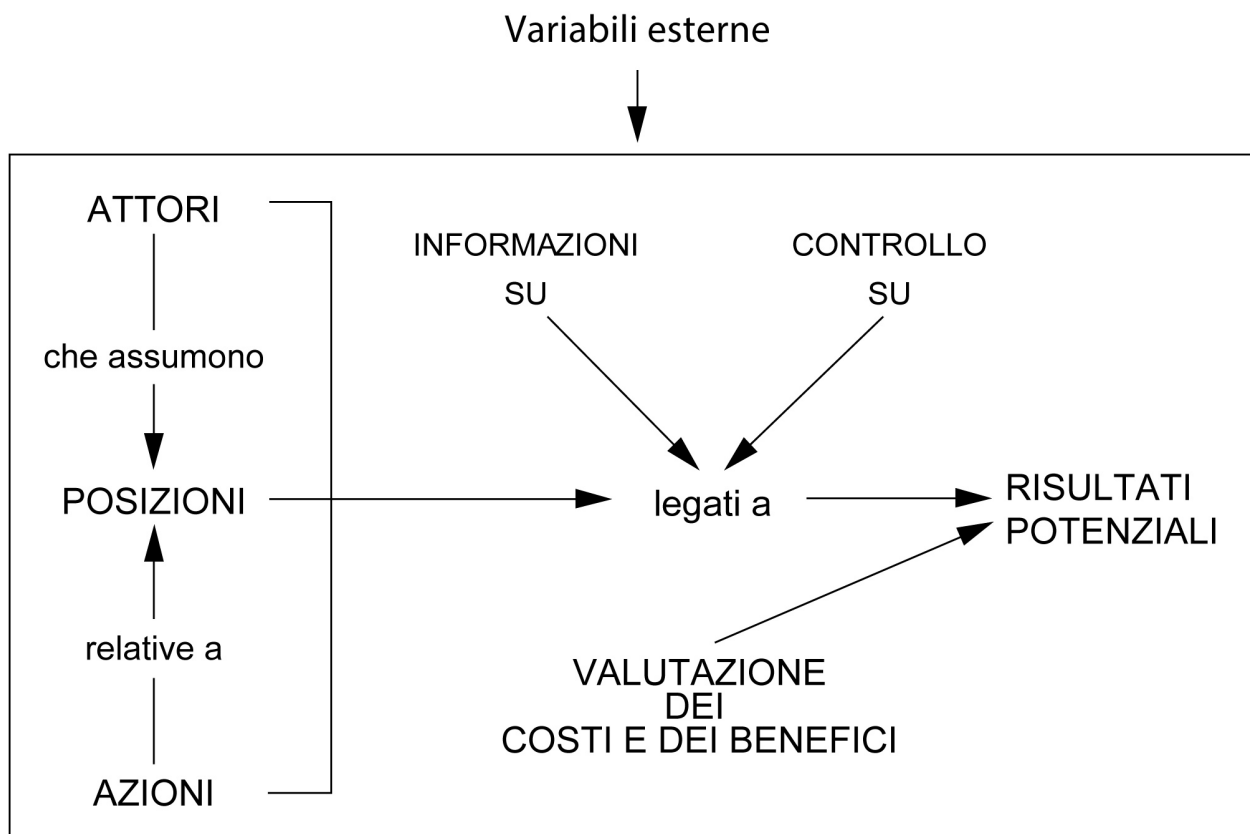 Variabili esterne
ATTORI
che assumono
POSIZIONI
relative a
AZIONI
INFORMAZIONI
SU
CONTROLLO
SU
legati a
RISULTATI
POTENZIALI
VALUTAZIONE
DEI
COSTI E DEI BENEFICI